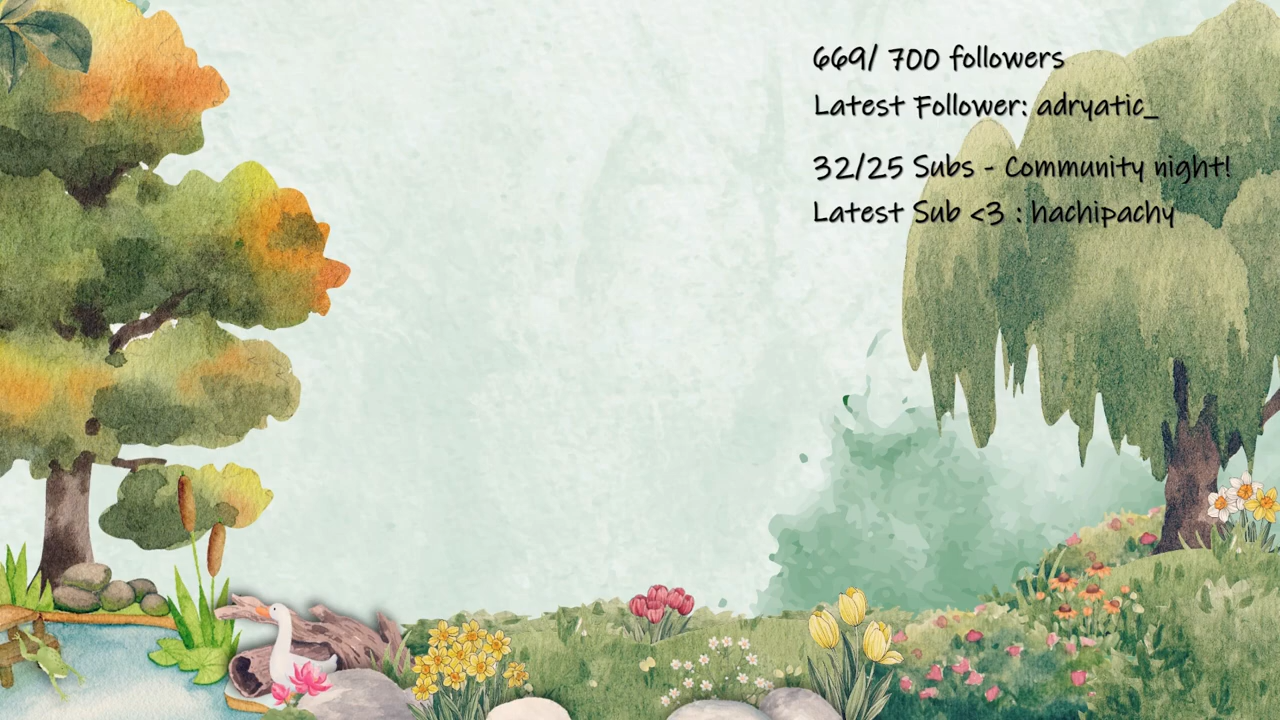 669/ 700 followers
Latest Follower: adryatic_
32/25 Subs - Community night!
Latest Sub <3 : hachipachy